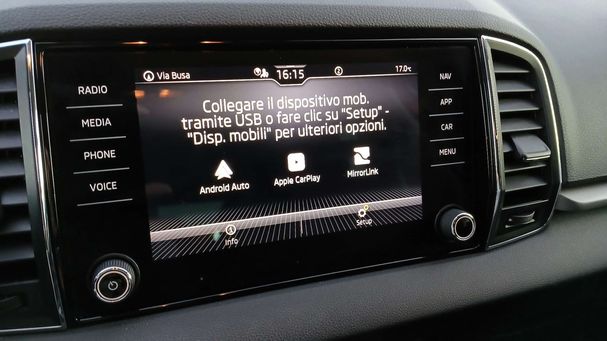 Via Busa
16:15
2
17.0°C
RADIO
MEDIA
PHONE
VOICE
NAV
APP
CAR
MENU
Collegare il dispositivo mob.
tramite USB o fare clic su "Setup" -
"Disp. mobili" per ulteriori opzioni.
Android Auto
Apple CarPlay
MirrorLink
Info
Setup